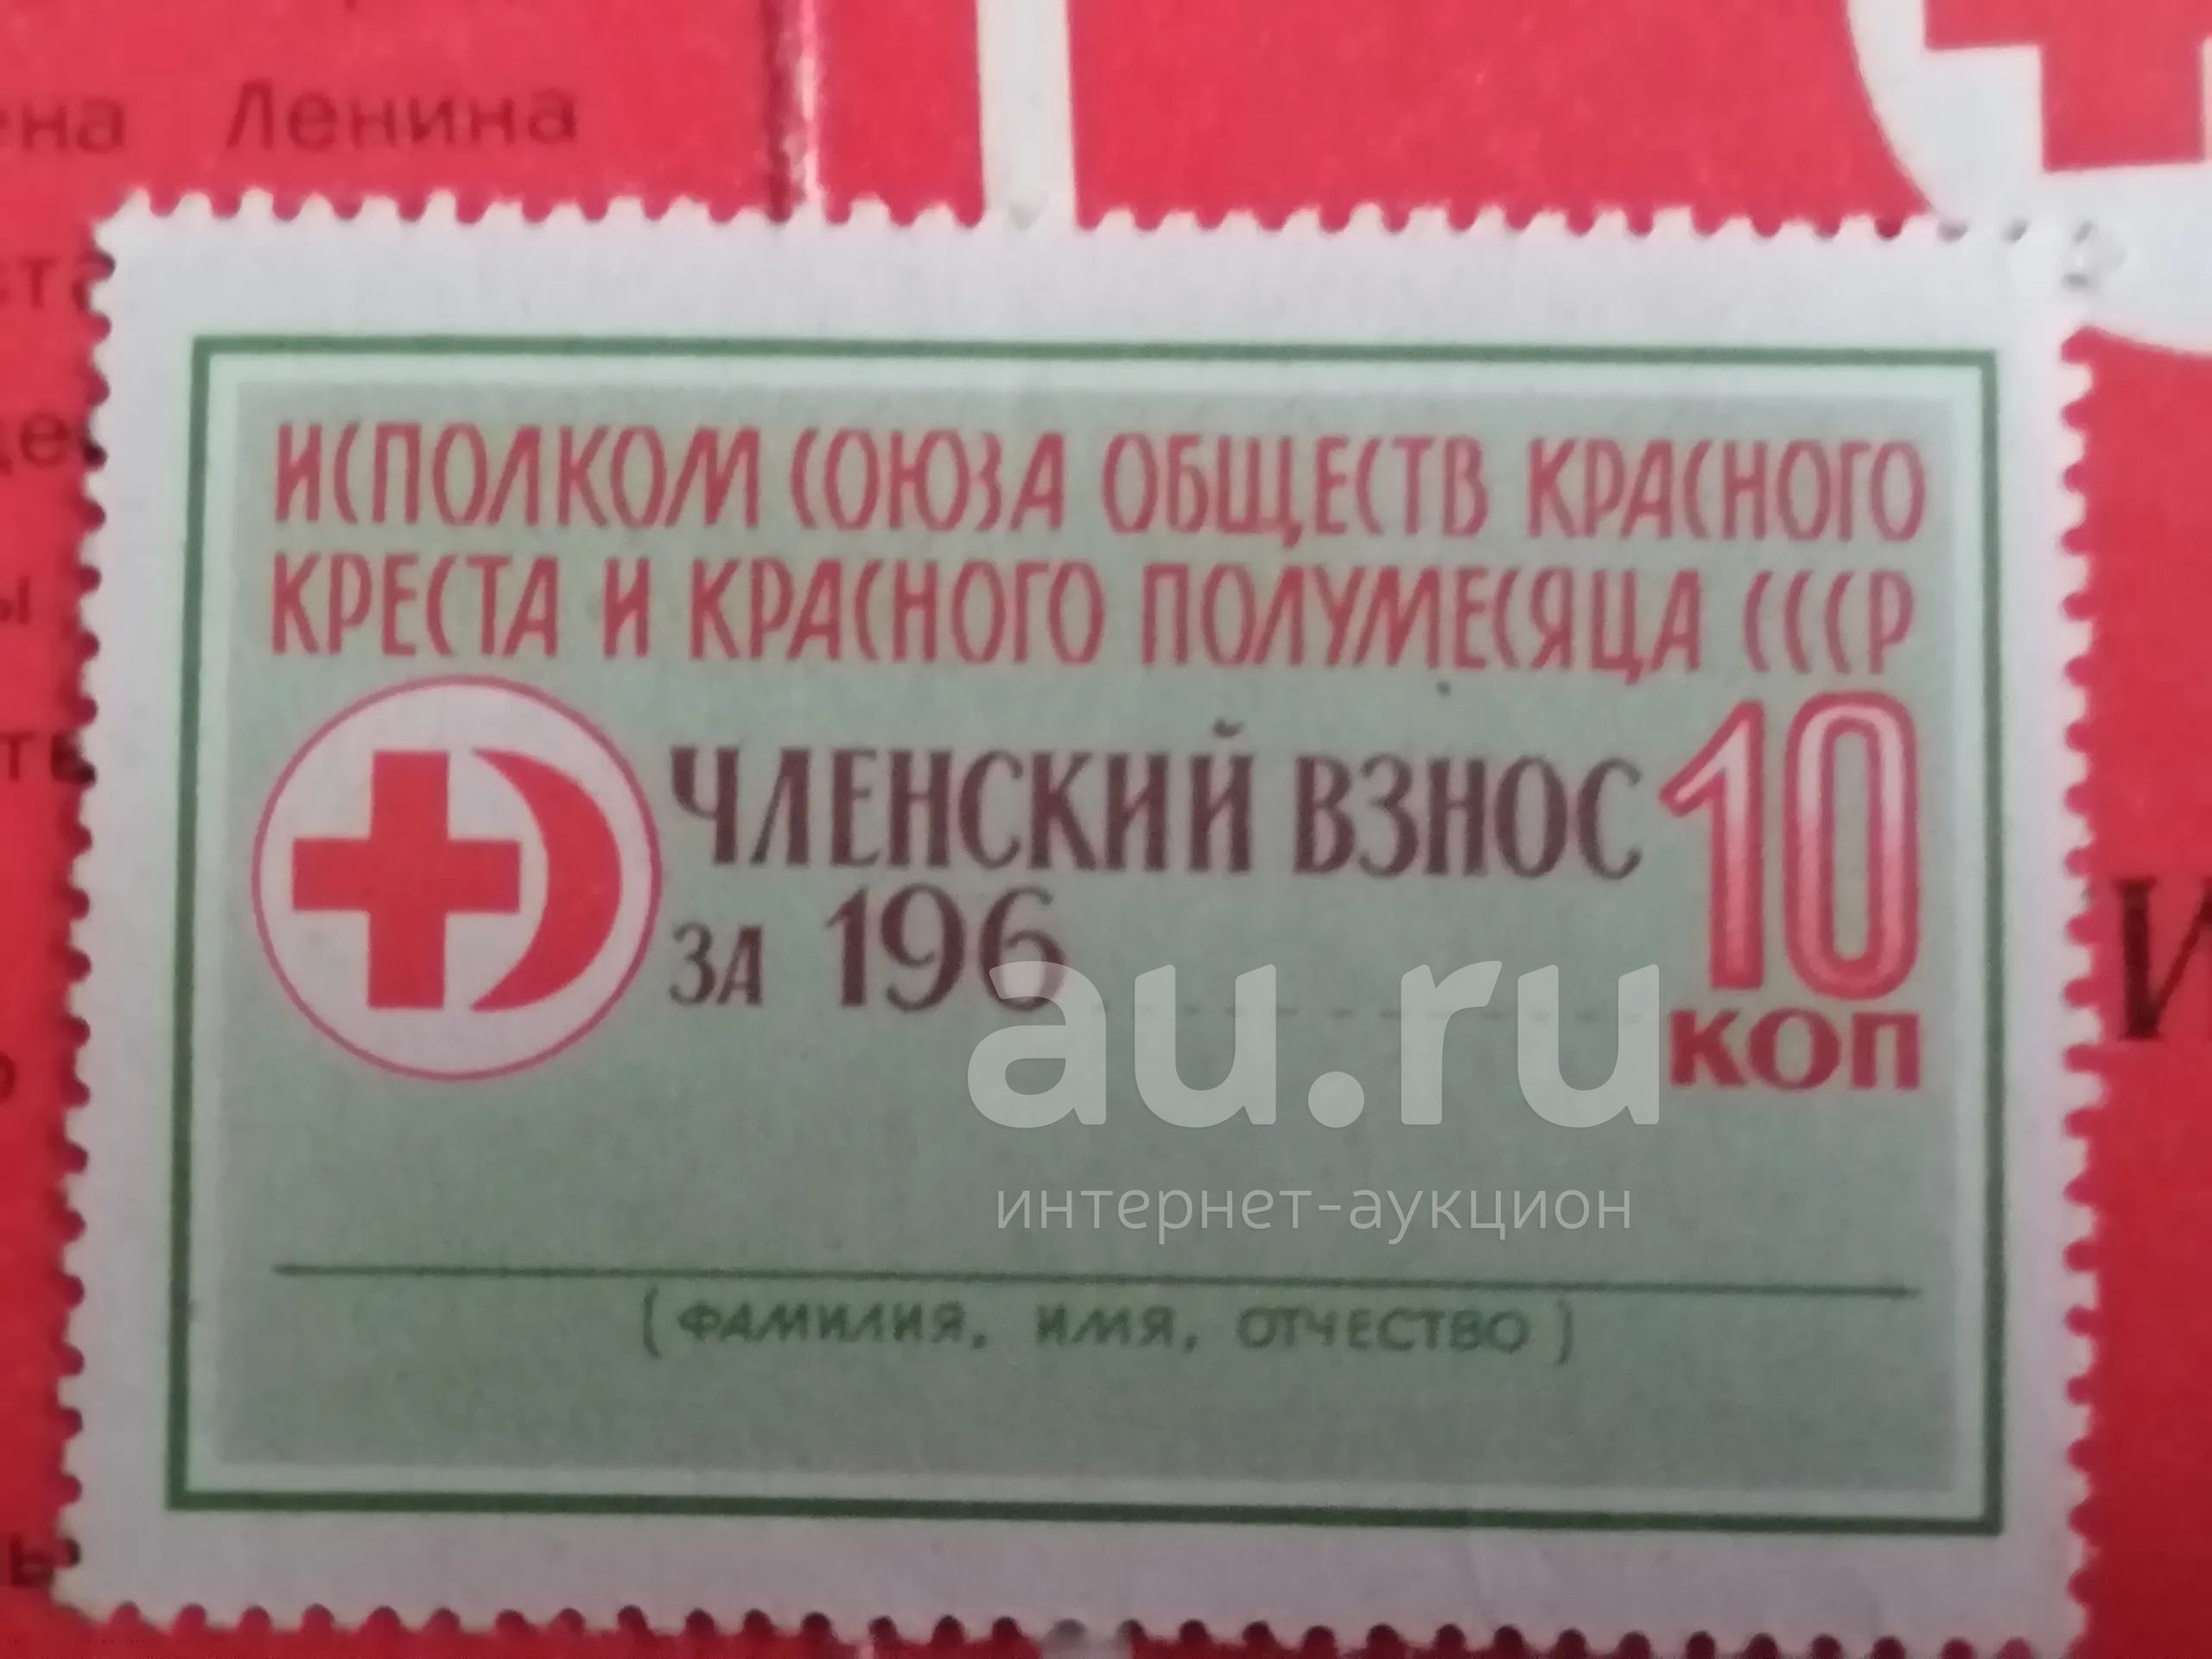 Ленина
ИСПОЛКОМ СОЮЗА ОБЩЕСТВ КРАСНОГО
КРЕСТА И КРАСНОГО ПОЛУМЕСЯЦА СССР
ЧЛЕНСКИЙ ВЗНОС
ЗА 196
10
КОП
au.ru
интернет-аукцион
(ФАМИЛИЯ, ИМЯ, ОТЧЕСТВО)